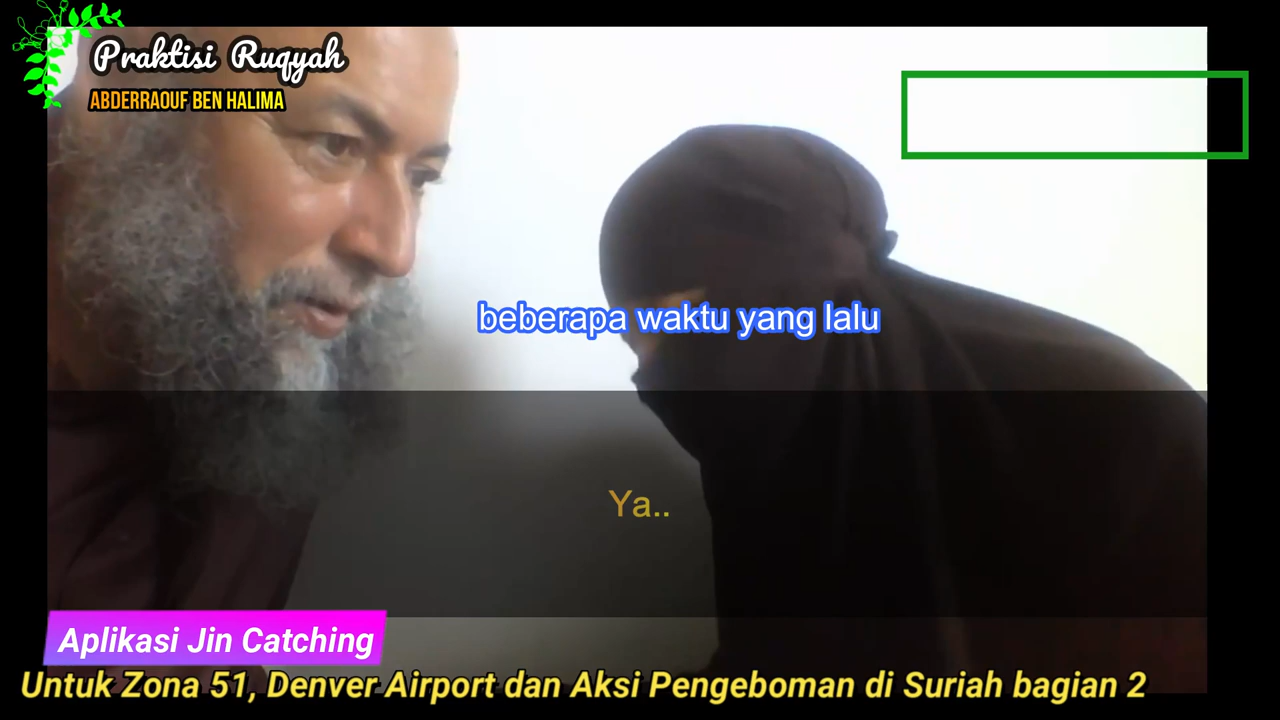 Praktisi Ruqyah
ABDERRAOUF BEN HALIMA
beberapa waktu yang lalu
Ya..
Aplikasi Jin Catching
Untuk Zona 51, Denver Airport dan Aksi Pengeboman di Suriah bagian 2